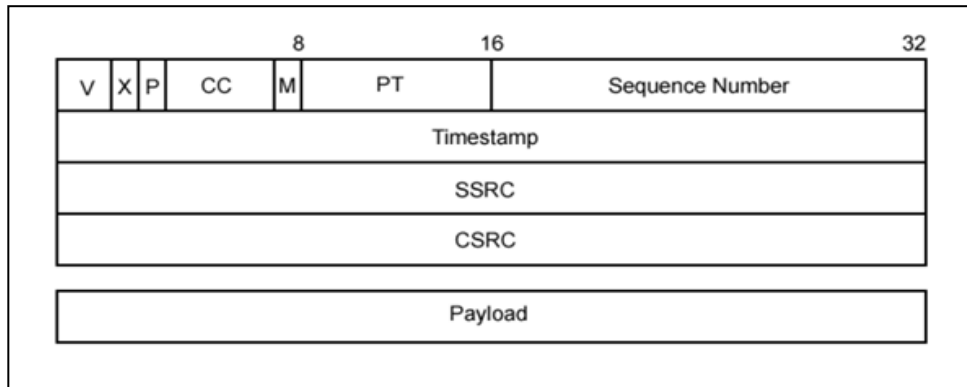 8 16 32
V X P CC M PT Sequence Number
Timestamp
SSRC
CSRC
Payload